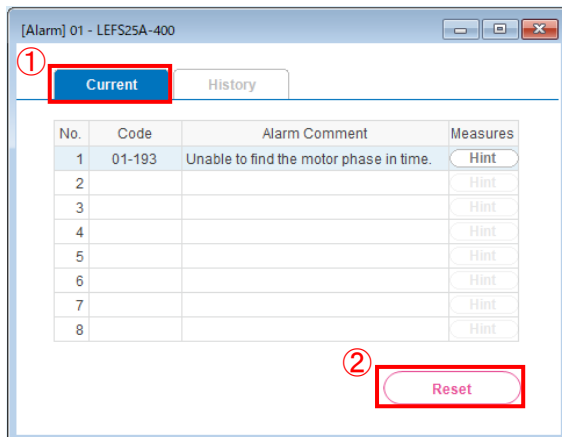 [Alarm] 01 - LEFS25A-400
①
Current History
No. Code Alarm Comment Measures
1 01-193 Unable to find the motor phase in time. Hint
2 Hint
3 Hint
4 Hint
5 Hint
6 Hint
7 Hint
8 Hint
②
Reset